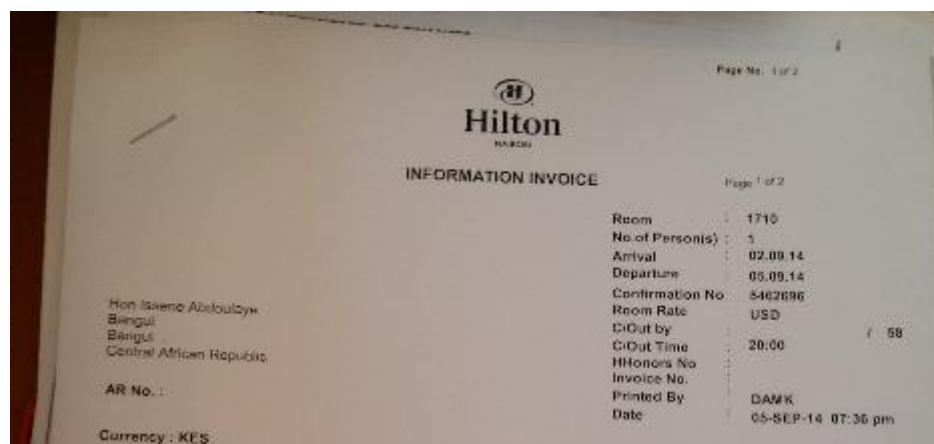 Page No. 1 of 2
Hilton
NAIROBI
INFORMATION INVOICE
Page 1 of 2
Room : 1710
No.of Person(s) : 1
Arrival : 02.09.14
Departure : 05.09.14
Confirmation No 5462696
Room Rate USD
C/Out by : / 58
C/Out Time : 20:00
HHonors No :
Invoice No. :
Printed By DAMK
Date : 05-SEP-14 07:36 pm
Hon Issene Abdoulaye
Bangui
Bangui
Central African Republic
AR No. :
Currency : KES